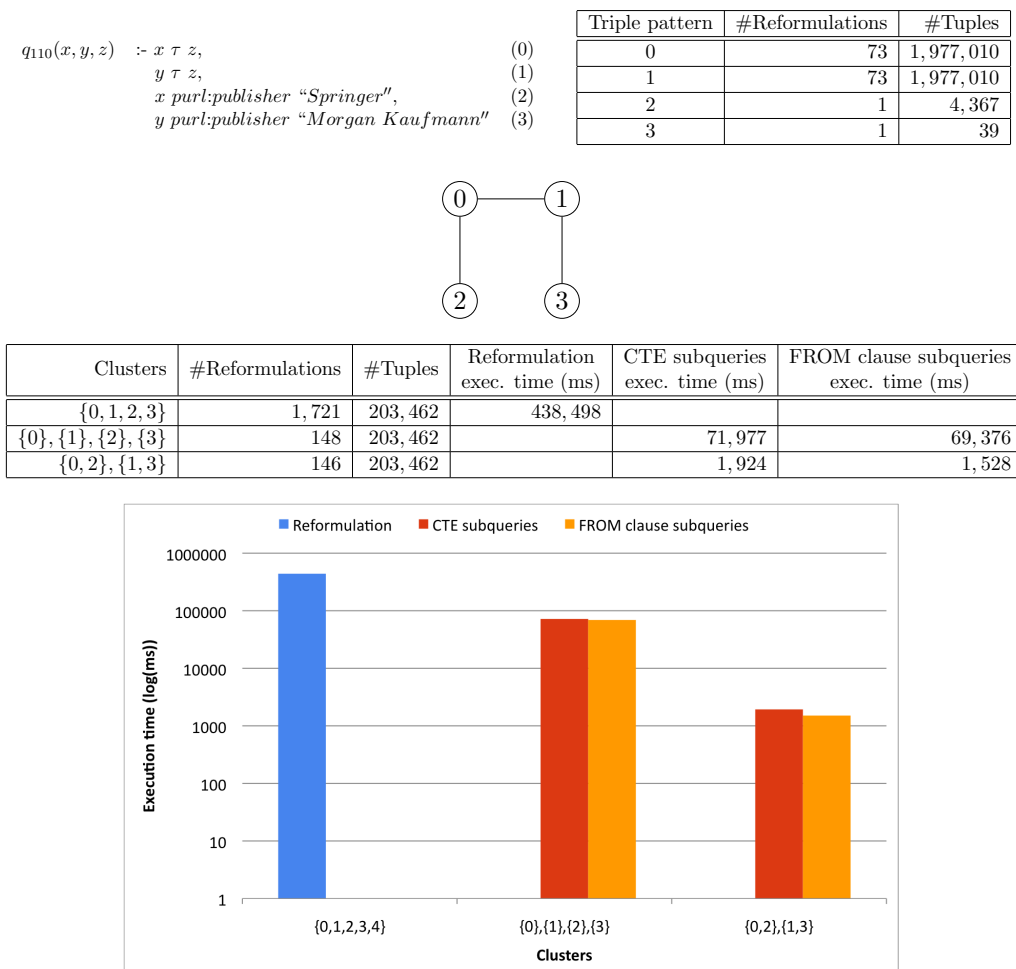 q110(x, y, z) :- x τ z, (0)
y τ z, (1)
x purl:publisher “Springer″, (2)
y purl:publisher “Morgan Kaufmann″ (3)
Triple pattern #Reformulations #Tuples
0 73 1,977,010
1 73 1,977,010
2 1 4,367
3 1 39
0 1
2 3
Clusters #Reformulations #Tuples Reformulation exec. time (ms) CTE subqueries exec. time (ms) FROM clause subqueries exec. time (ms)
{0, 1, 2, 3} 1,721 203,462 438,498
{0}, {1}, {2}, {3} 148 203,462 71,977 69,376
{0, 2}, {1, 3} 146 203,462 1,924 1,528
Reformulation CTE subqueries FROM clause subqueries
1000000
100000
10000
1000
100
10
1
Execution time (log(ms))
{0,1,2,3,4} {0},{1},{2},{3} {0,2},{1,3}
Clusters